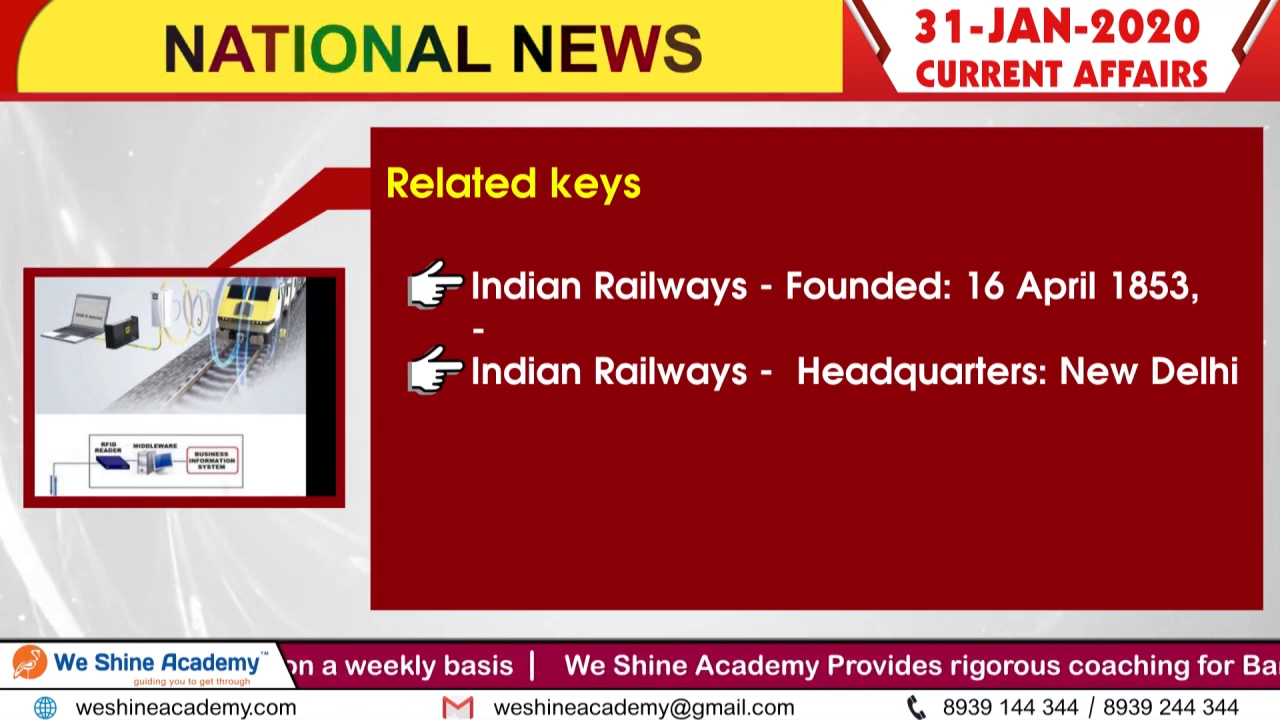 NATIONAL NEWS
31-JAN-2020
CURRENT AFFAIRS
Related keys
Indian Railways - Founded: 16 April 1853,
-
Indian Railways - Headquarters: New Delhi
RFID
READER
MIDDLEWARE
BUSINESS
INFORMATION
SYSTEM
We Shine Academy™
guiding you to get through
on a weekly basis | We Shine Academy Provides rigorous coaching for Ba
weshineacademy.com
weshineacademy@gmail.com
8939 144 344 / 8939 244 344